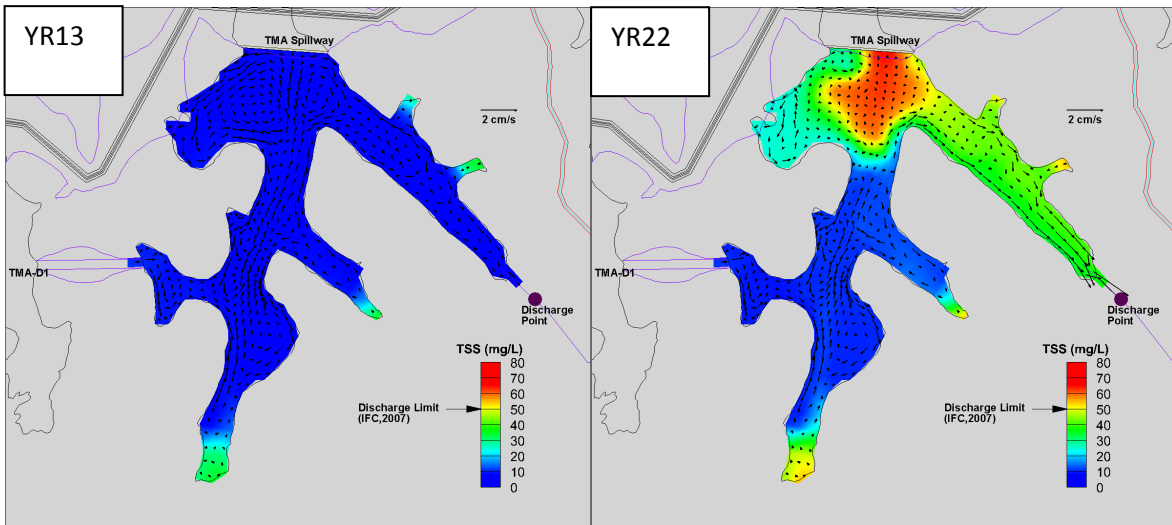 YR13
TMA Spillway
2 cm/s
TMA-D1
Discharge
Point
TSS (mg/L)
80
70
60
50
40
30
20
10
0
Discharge Limit
(IFC,2007)
YR22
TMA Spillway
2 cm/s
TMA-D1
Discharge
Point
TSS (mg/L)
80
70
60
50
40
30
20
10
0
Discharge Limit
(IFC,2007)